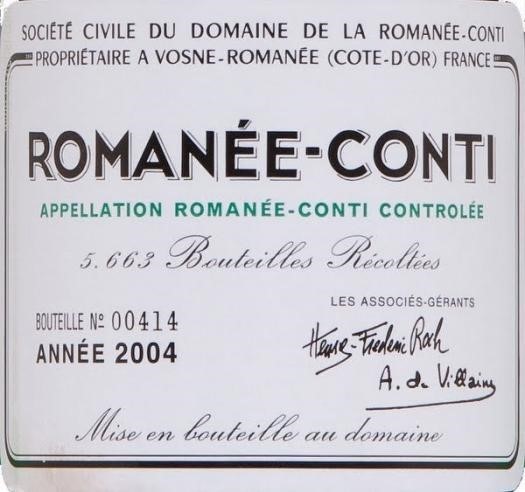 SOCIÉTÉ CIVILE DU DOMAINE DE LA ROMANÉE-CONTI
PROPRIÉTAIRE A VOSNE-ROMANÉE (COTE-D'OR) FRANCE
ROMANÉE-CONTI
APPELLATION ROMANÉE-CONTI CONTROLÉE
5.663 Bouteilles Récoltées
LES ASSOCIÉS-GÉRANTS
BOUTEILLE Nº 00414
ANNÉE 2004
Henry-Frederic Roch
A. de Villaine
Mise en bouteille au domaine